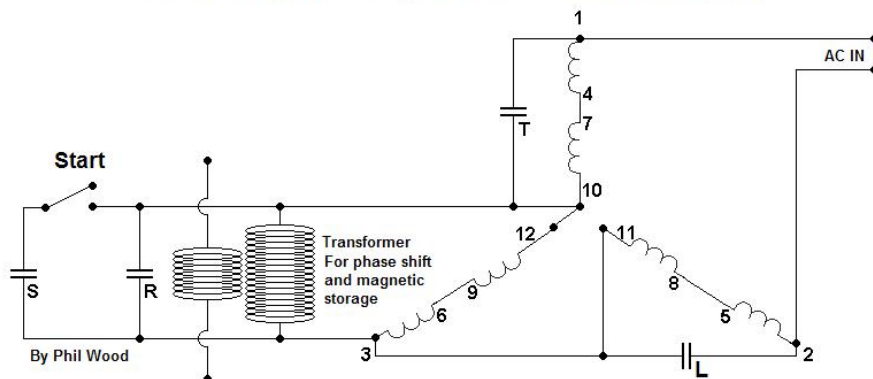 1
AC IN
4
T
7
Start
10
12
11
Transformer
For phase shift
and magnetic
storage
S
R
9
8
6
5
By Phil Wood
3
2
L